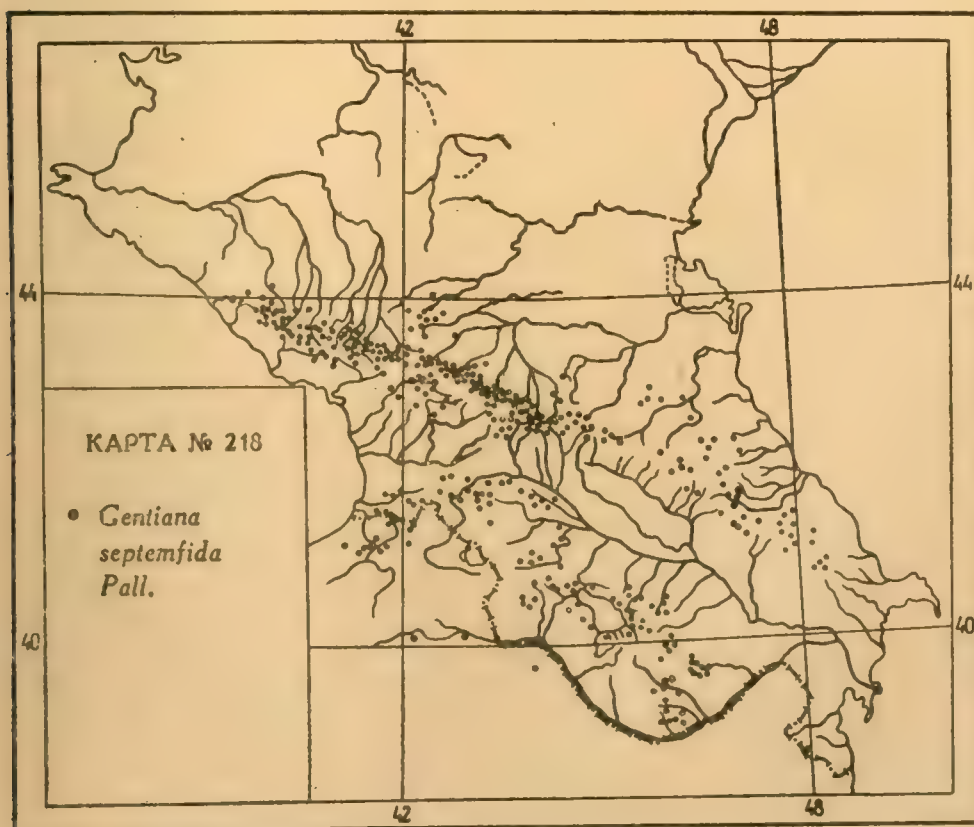 42 48
44 44
КАРТА № 218
• Gentiana
septemfida
Pall.
40 40
42 48